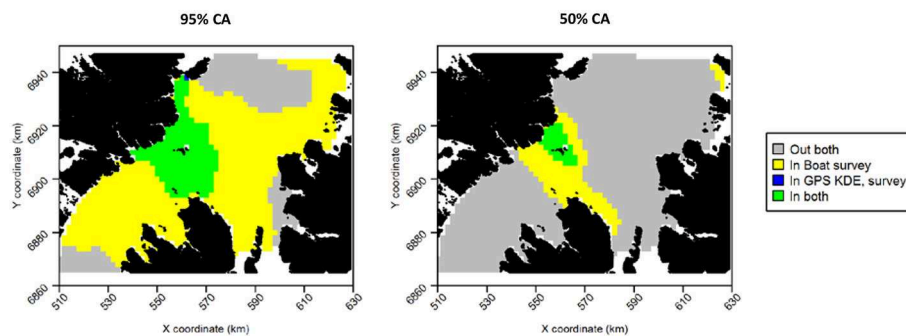 95% CA
50% CA
Y coordinate (km)
6940
6920
6900
6880
6860
510
530
550
570
590
610
630
X coordinate (km)
Y coordinate (km)
6940
6920
6900
6880
6860
510
530
550
570
590
610
630
X coordinate (km)
Out both
In Boat survey
In GPS KDE, survey
In both